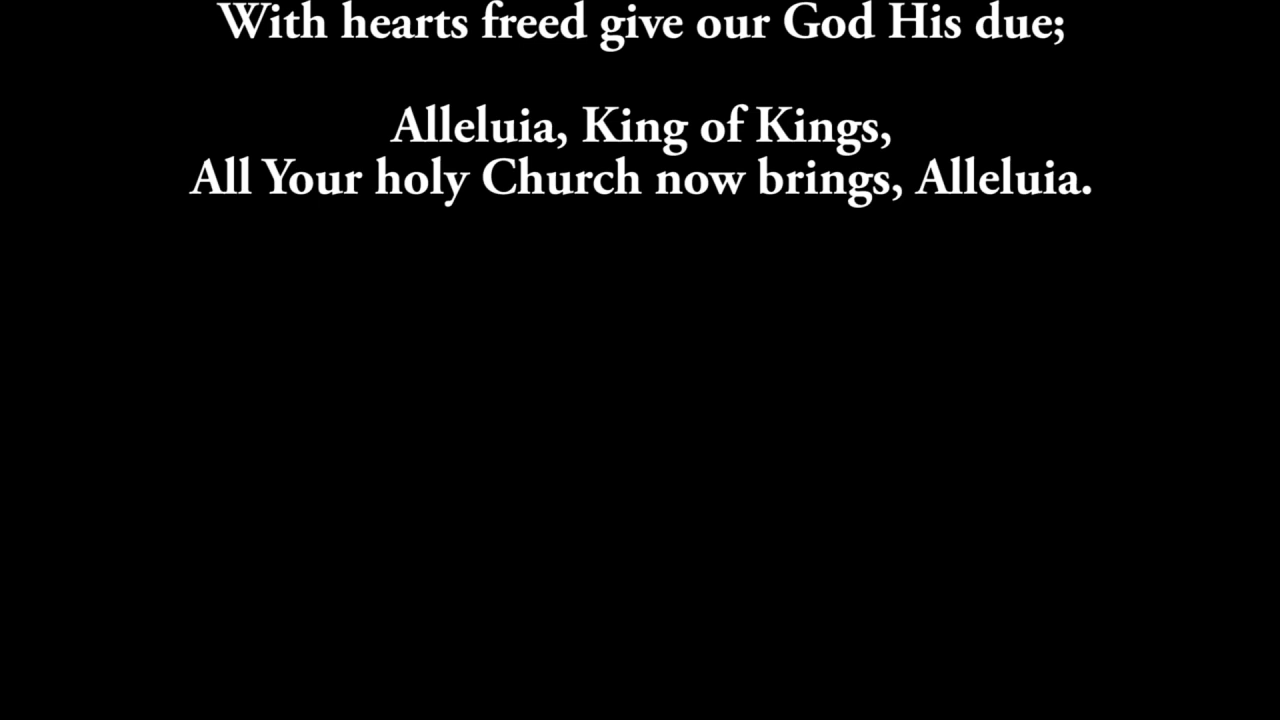 With hearts freed give our God His due;
Alleluia, King of Kings,
All Your holy Church now brings, Alleluia.